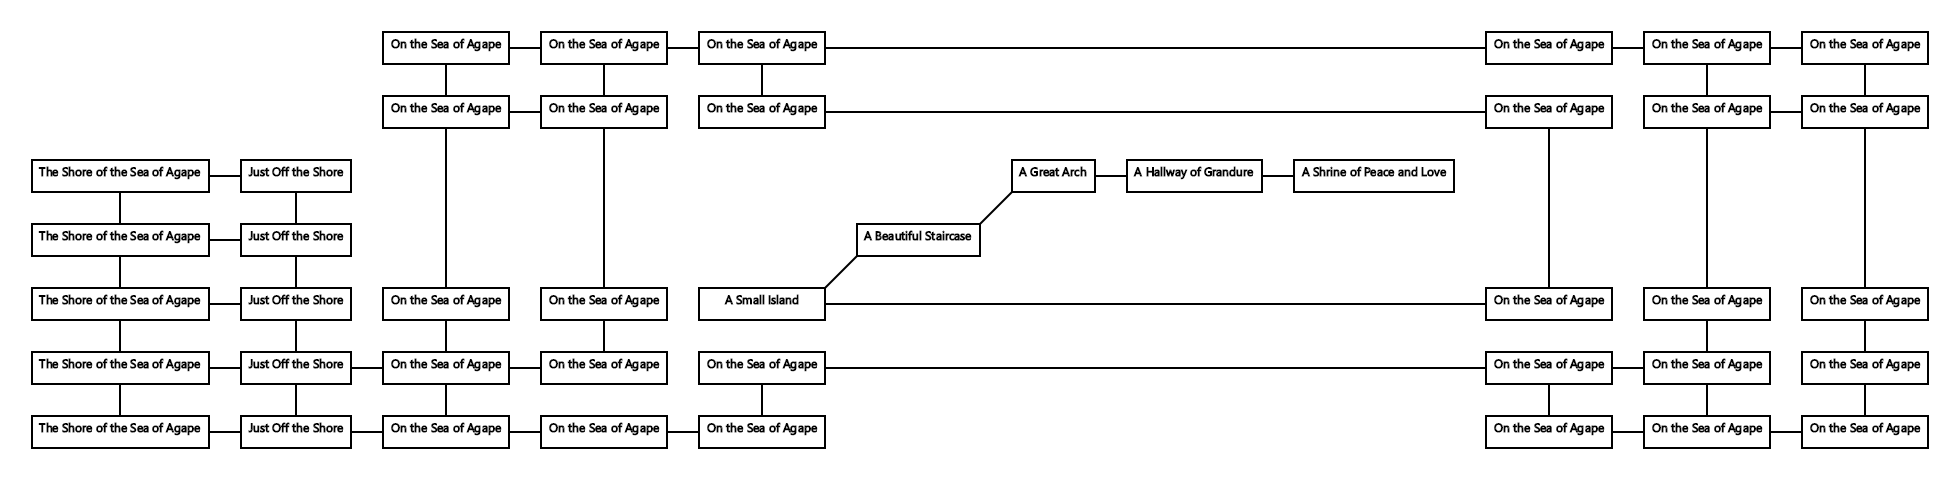 On the Sea of Agape On the Sea of Agape On the Sea of Agape On the Sea of Agape On the Sea of Agape On the Sea of Agape
On the Sea of Agape On the Sea of Agape On the Sea of Agape On the Sea of Agape On the Sea of Agape On the Sea of Agape
The Shore of the Sea of Agape Just Off the Shore A Great Arch A Hallway of Grandure A Shrine of Peace and Love
The Shore of the Sea of Agape Just Off the Shore A Beautiful Staircase
The Shore of the Sea of Agape Just Off the Shore On the Sea of Agape On the Sea of Agape A Small Island On the Sea of Agape On the Sea of Agape On the Sea of Agape
The Shore of the Sea of Agape Just Off the Shore On the Sea of Agape On the Sea of Agape On the Sea of Agape On the Sea of Agape On the Sea of Agape On the Sea of Agape
The Shore of the Sea of Agape Just Off the Shore On the Sea of Agape On the Sea of Agape On the Sea of Agape On the Sea of Agape On the Sea of Agape On the Sea of Agape